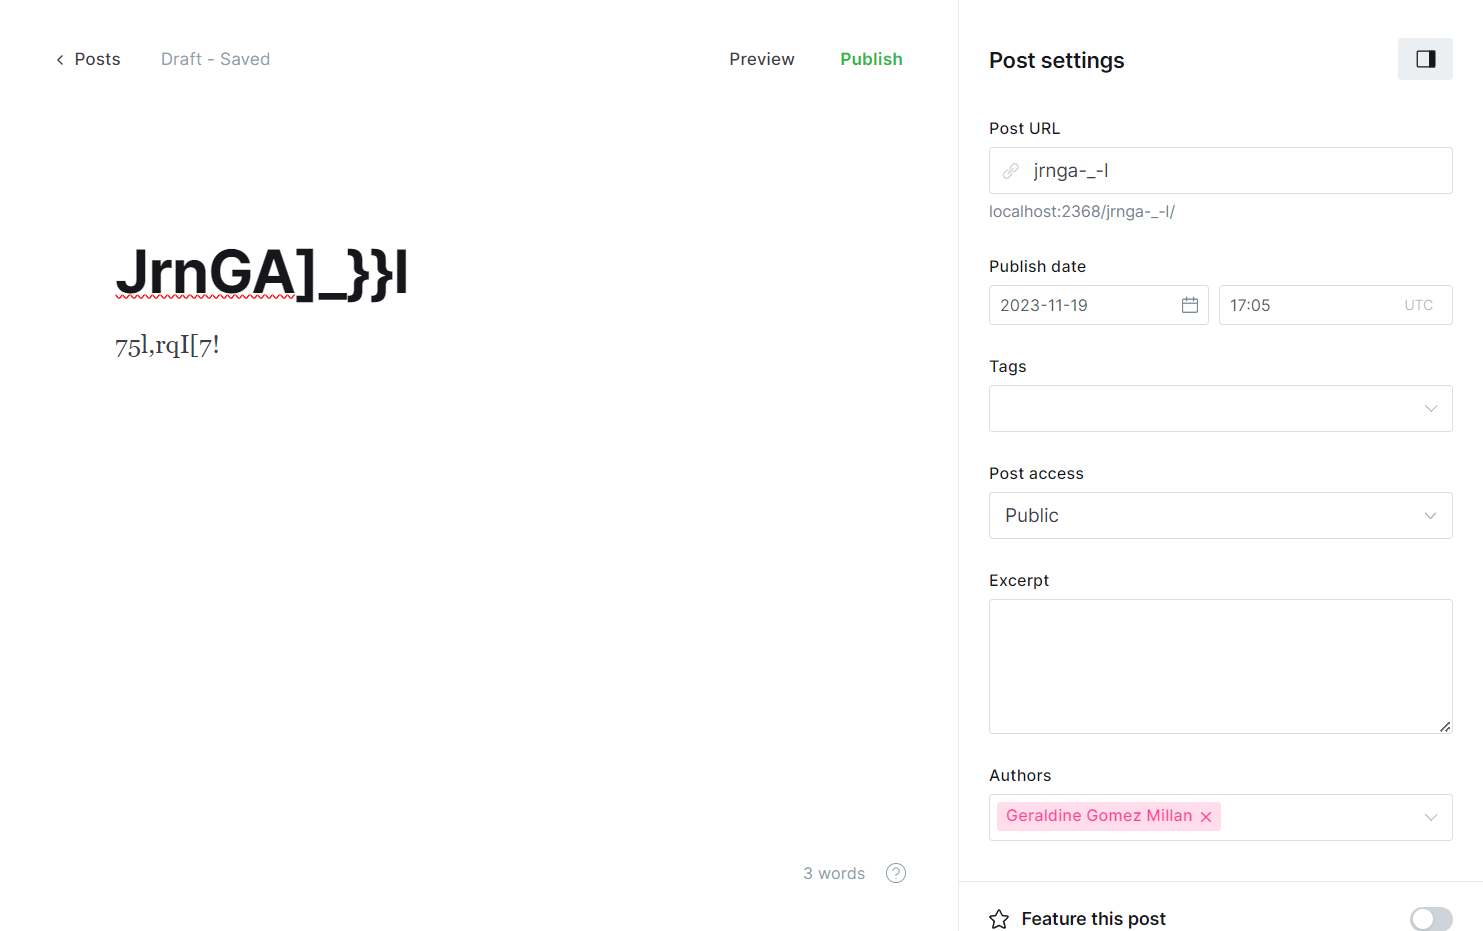 Posts
Draft - Saved
Preview
Publish
JrnGA]_}}I
75l,rqI[7!
3 words
?
Post settings
Post URL
jrnga-_-l
localhost:2368/jrnga-_-l/
Publish date
2023-11-19
17:05 UTC
Tags
Post access
Public
Excerpt
Authors
Geraldine Gomez Millan ×
Feature this post